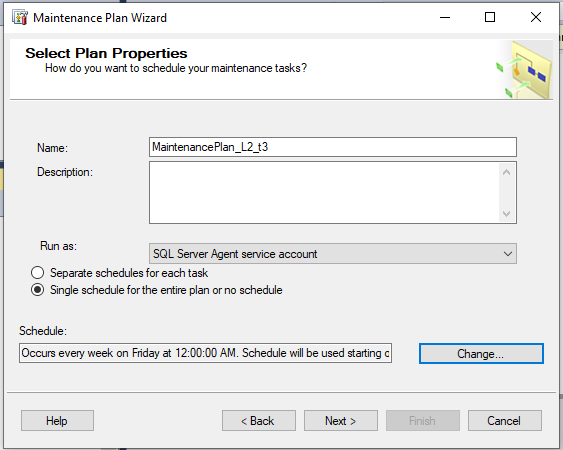 Maintenance Plan Wizard
Select Plan Properties
How do you want to schedule your maintenance tasks?
Name:
MaintenancePlan_L2_t3
Description:
Run as:
SQL Server Agent service account
Separate schedules for each task
Single schedule for the entire plan or no schedule
Schedule:
Occurs every week on Friday at 12:00:00 AM. Schedule will be used starting
Change...
Help
< Back
Next >
Finish
Cancel